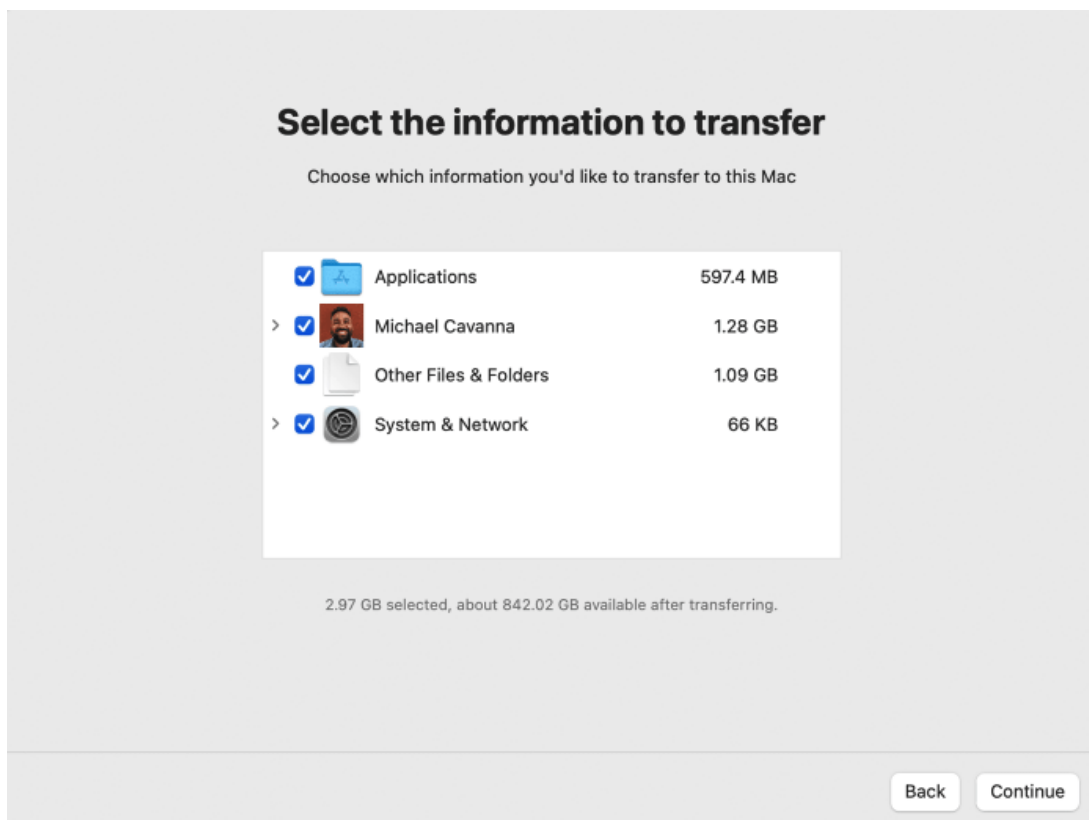 Select the information to transfer
Choose which information you'd like to transfer to this Mac
Applications 597.4 MB
Michael Cavanna 1.28 GB
Other Files & Folders 1.09 GB
System & Network 66 KB
2.97 GB selected, about 842.02 GB available after transferring.
Back Continue